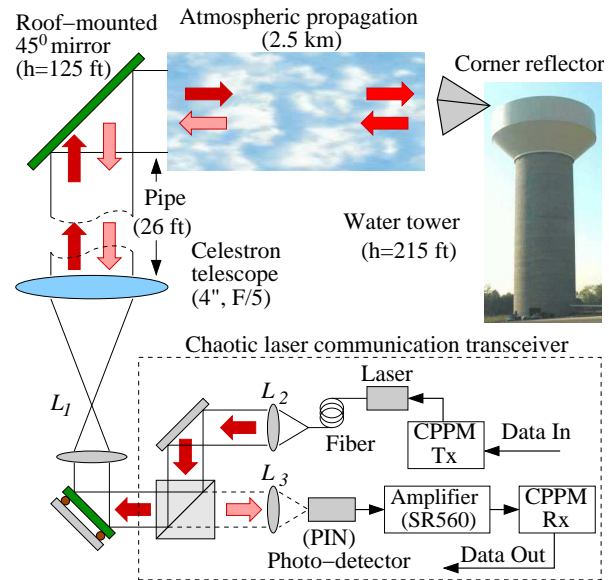 Roof−mounted
45⁰ mirror
(h=125 ft)
Atmospheric propagation
(2.5 km)
Corner reflector
Pipe
(26 ft)
Water tower
(h=215 ft)
Celestron
telescope
(4", F/5)
Chaotic laser communication transceiver
L1
L2
Laser
Fiber
CPPM
Tx
Data In
L3
(PIN)
Photo−detector
Amplifier
(SR560)
CPPM
Rx
Data Out